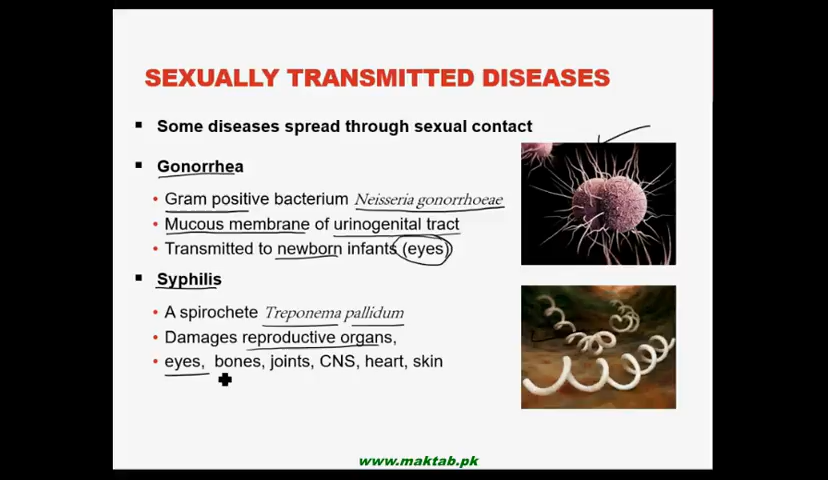 SEXUALLY TRANSMITTED DISEASES
▪ Some diseases spread through sexual contact
▪ Gonorrhea
• Gram positive bacterium Neisseria gonorrhoeae
• Mucous membrane of urinogenital tract
• Transmitted to newborn infants (eyes)
▪ Syphilis
• A spirochete Treponema pallidum
• Damages reproductive organs,
• eyes, bones, joints, CNS, heart, skin
www.maktab.pk